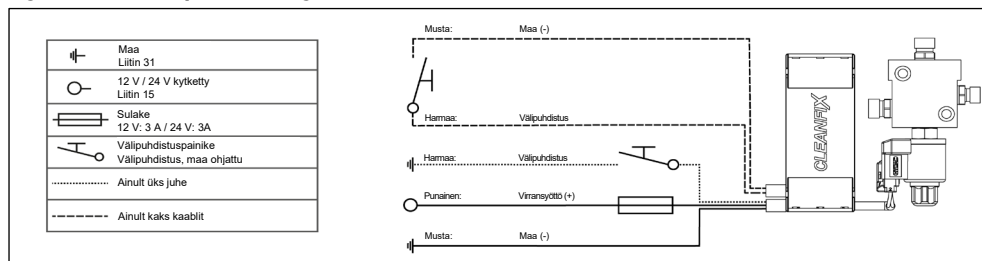 Maa
Liitin 31
12 V / 24 V kytketty
Liitin 15
Sulake
12 V: 3 A / 24 V: 3A
Välipuhdistuspainike
Välipuhdistus, maa ohjattu
Ainult üks juhe
Ainult kaks kaablit
Musta: Maa (-)
Harmaa: Välipuhdistus
Harmaa: Välipuhdistus
Punainen: Virransyöttö (+)
Musta: Maa (-)
CLEANFIX